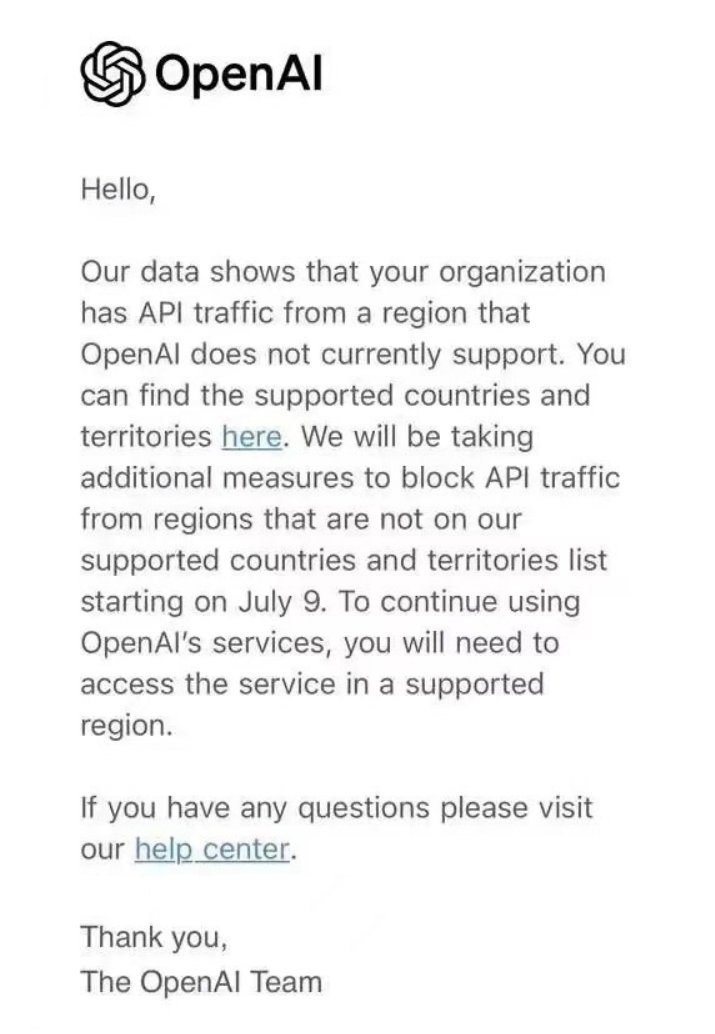 OpenAI
Hello,
Our data shows that your organization
has API traffic from a region that
OpenAI does not currently support. You
can find the supported countries and
territories here. We will be taking
additional measures to block API traffic
from regions that are not on our
supported countries and territories list
starting on July 9. To continue using
OpenAI's services, you will need to
access the service in a supported
region.
If you have any questions please visit
our help center.
Thank you,
The OpenAI Team